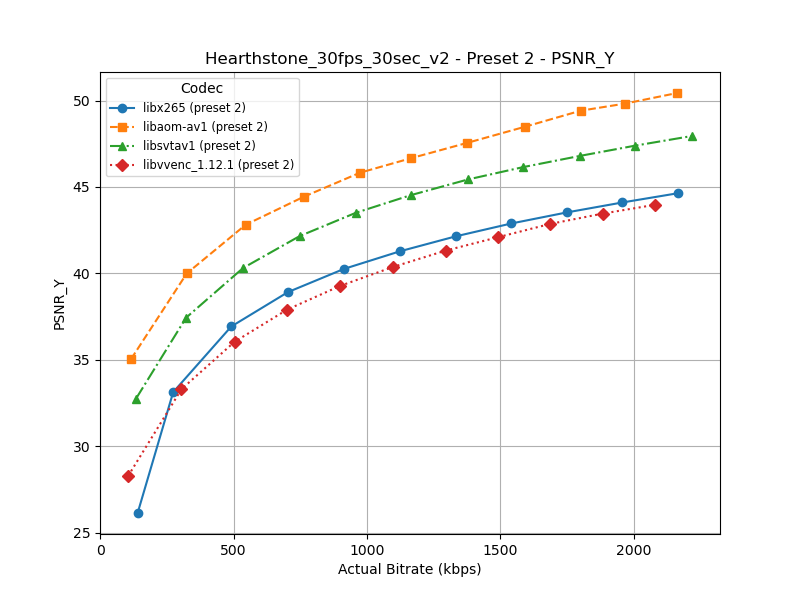 Hearthstone_30fps_30sec_v2 - Preset 2 - PSNR_Y
Codec
libx265 (preset 2)
libaom-av1 (preset 2)
libsvtav1 (preset 2)
libvvenc_1.12.1 (preset 2)
50
45
40
35
30
25
PSNR_Y
0
500
1000
1500
2000
Actual Bitrate (kbps)